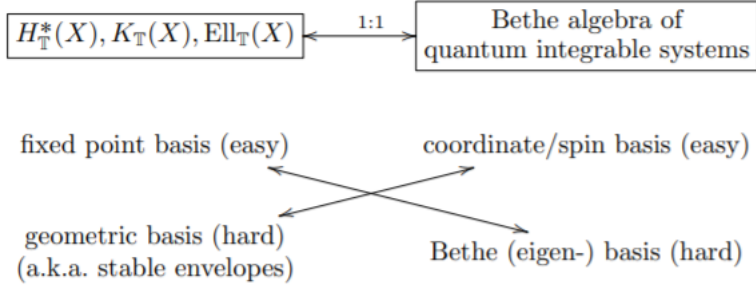 H*_𝕋(X), K_𝕋(X), Ell_𝕋(X)
1:1
Bethe algebra of
quantum integrable systems
fixed point basis (easy)
coordinate/spin basis (easy)
geometric basis (hard)
(a.k.a. stable envelopes)
Bethe (eigen-) basis (hard)